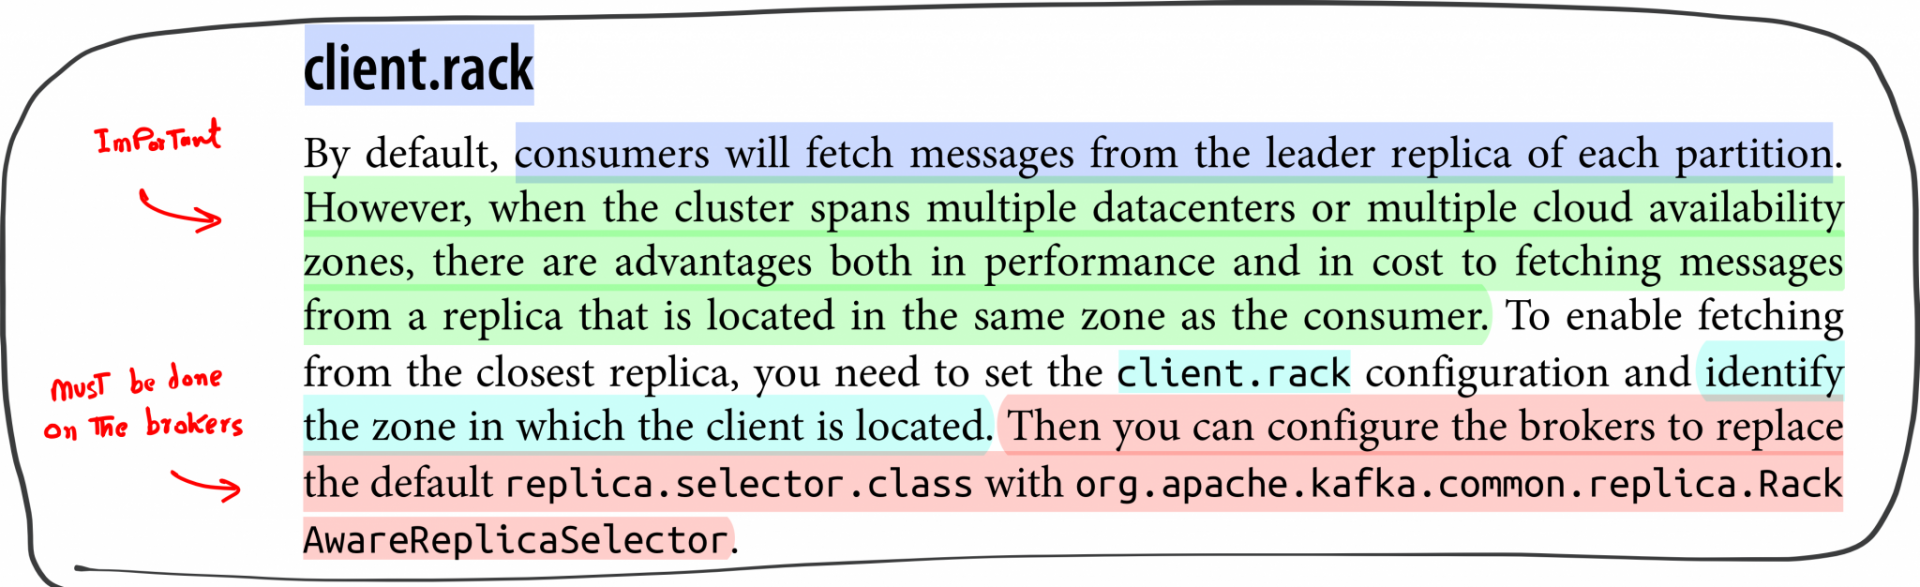 client.rack
ImPorTant
By default, consumers will fetch messages from the leader replica of each partition.
However, when the cluster spans multiple datacenters or multiple cloud availability
zones, there are advantages both in performance and in cost to fetching messages
from a replica that is located in the same zone as the consumer. To enable fetching
must be done
from the closest replica, you need to set the client.rack configuration and identify
on The brokers
the zone in which the client is located. Then you can configure the brokers to replace
the default replica.selector.class with org.apache.kafka.common.replica.Rack
AwareReplicaSelector.